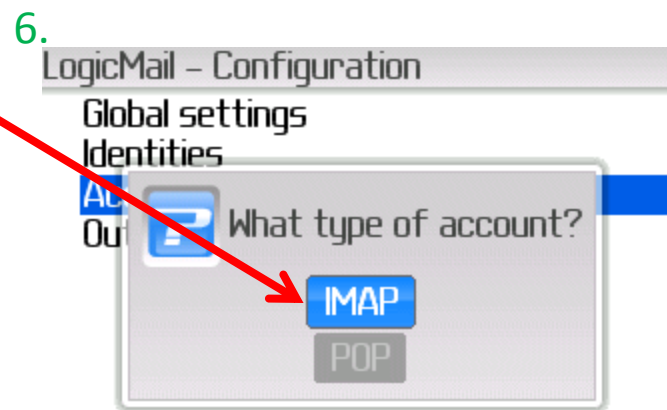 6.
LogicMail – Configuration
Global settings
Identities
What type of account?
IMAP
POP